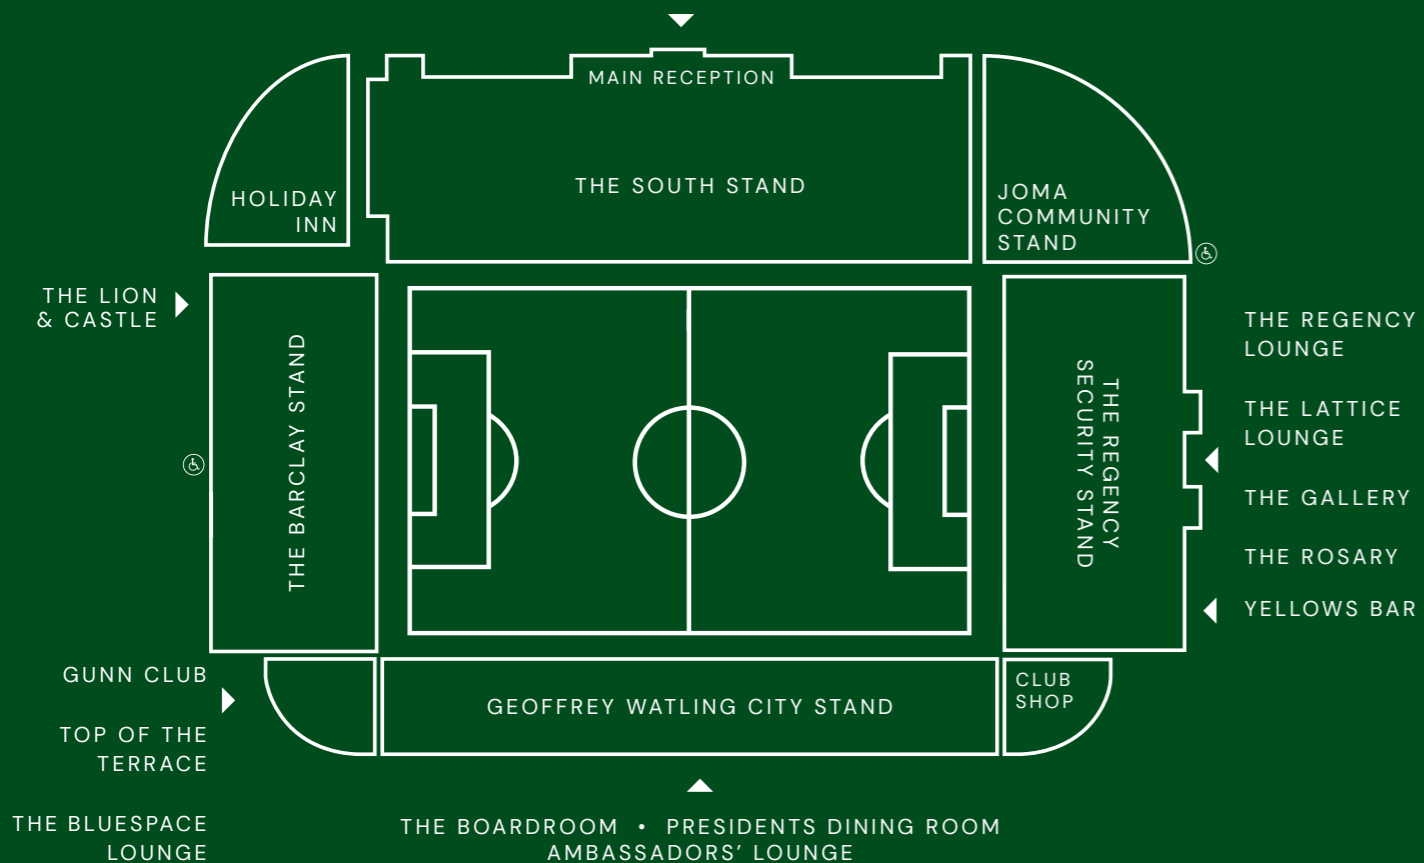 MAIN RECEPTION
THE SOUTH STAND
HOLIDAY
INN
JOMA
COMMUNITY
STAND
THE LION
& CASTLE
THE BARCLAY STAND
THE REGENCY
SECURITY STAND
THE REGENCY
LOUNGE
THE LATTICE
LOUNGE
THE GALLERY
THE ROSARY
YELLOWS BAR
GUNN CLUB
TOP OF THE
TERRACE
THE BLUESPACE
LOUNGE
GEOFFREY WATLING CITY STAND
CLUB
SHOP
THE BOARDROOM • PRESIDENTS DINING ROOM
AMBASSADORS’ LOUNGE